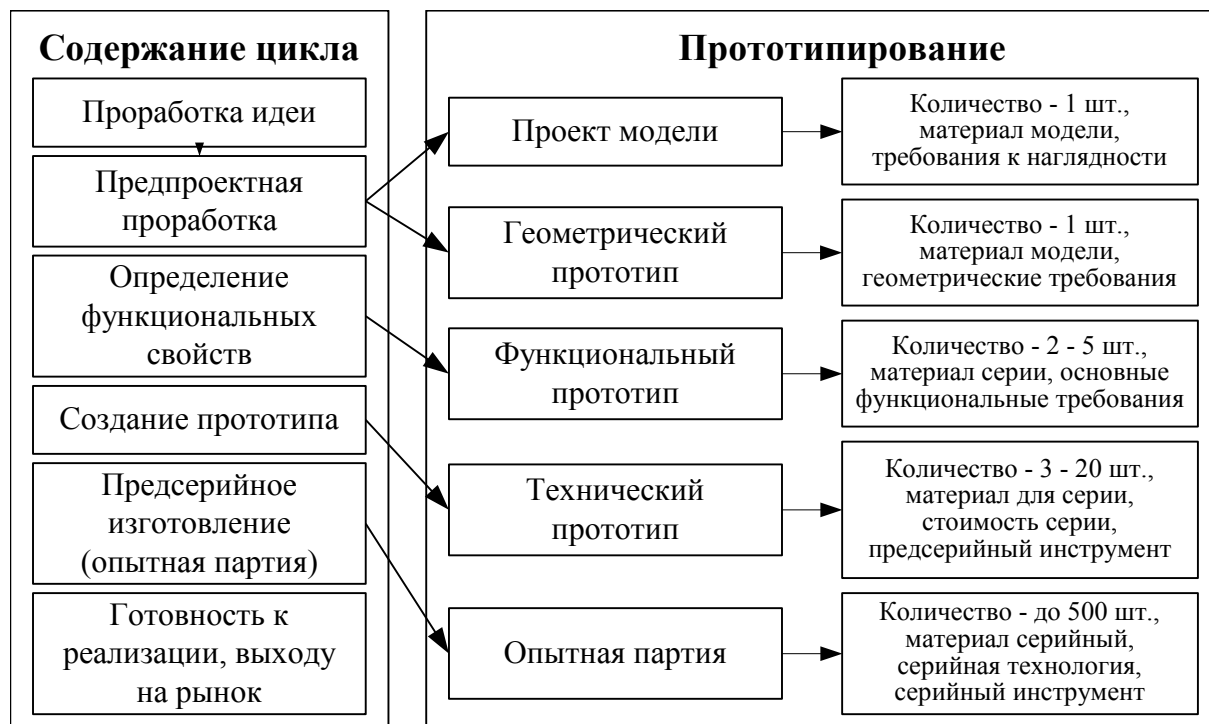 Содержание цикла
Проработка идеи
Предпроектная
проработка
Определение
функциональных
свойств
Создание прототипа
Предсерийное
изготовление
(опытная партия)
Готовность к
реализации, выходу
на рынок
Прототипирование
Проект модели
Количество - 1 шт.,
материал модели,
требования к наглядности
Геометрический
прототип
Количество - 1 шт.,
материал модели,
геометрические требования
Функциональный
прототип
Количество - 2 - 5 шт.,
материал серии, основные
функциональные требования
Технический
прототип
Количество - 3 - 20 шт.,
материал для серии,
стоимость серии,
предсерийный инструмент
Опытная партия
Количество - до 500 шт.,
материал серийный,
серийная технология,
серийный инструмент